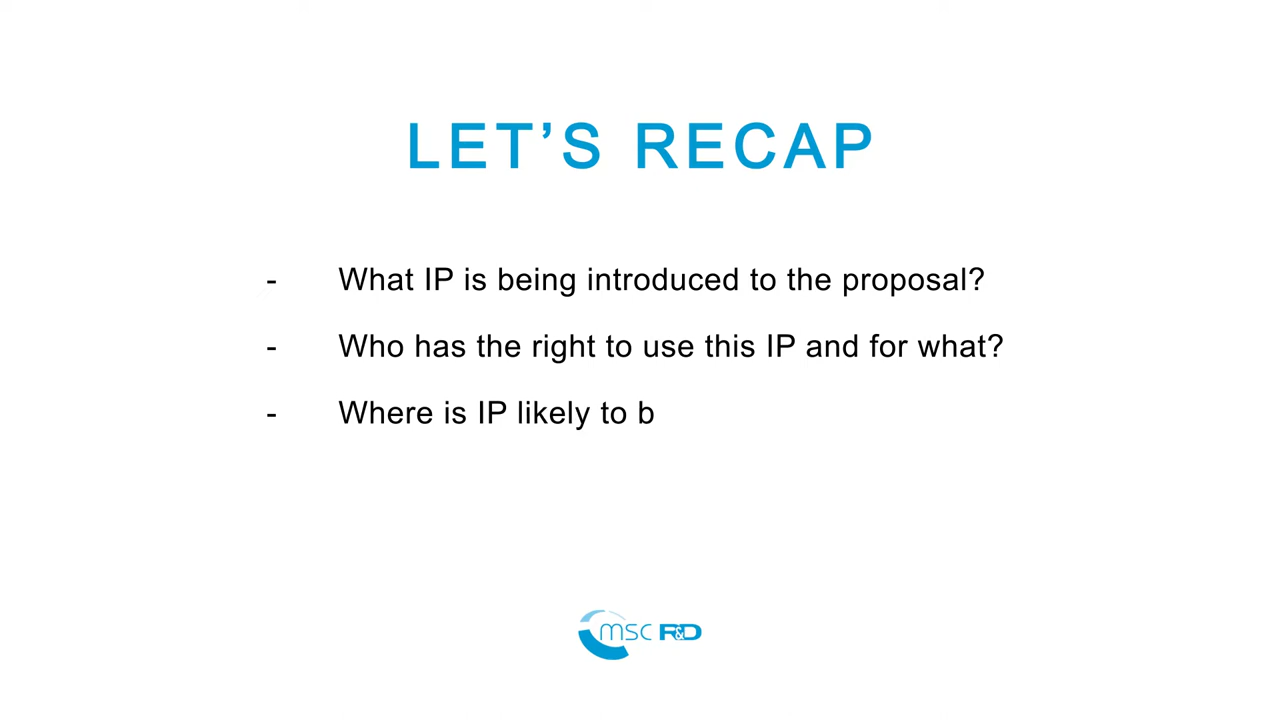 LET’S RECAP
- What IP is being introduced to the proposal?
- Who has the right to use this IP and for what?
- Where is IP likely to b
msc R&D